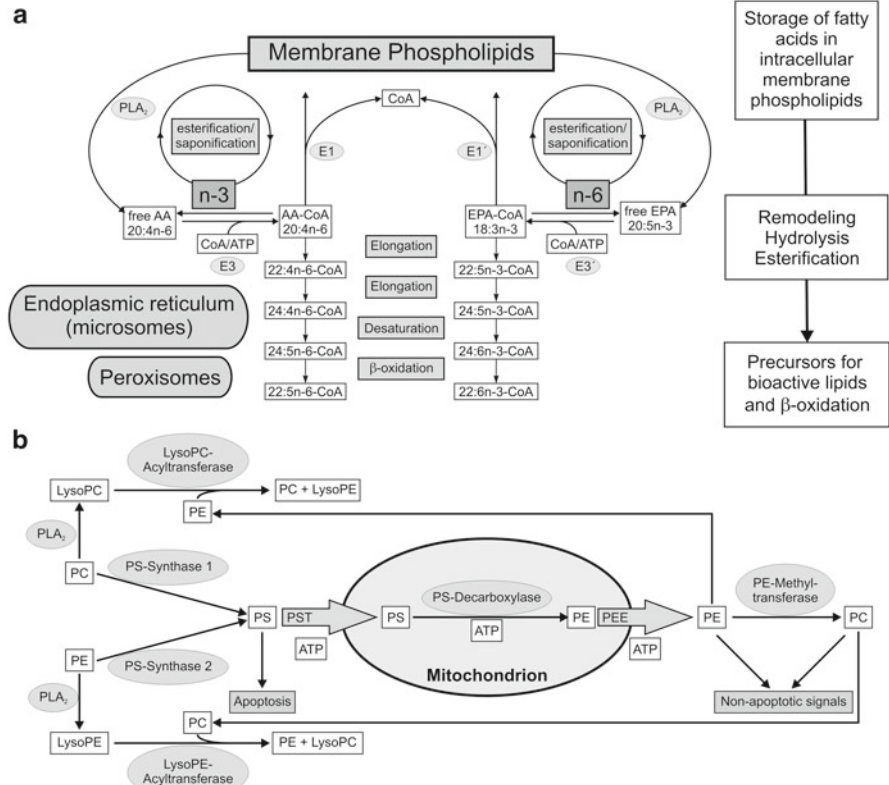 a
Membrane Phospholipids
Storage of fatty
acids in
intracellular
membrane
phospholipids
PLA₂
esterification/
saponification
CoA
E1
E1´
esterification/
saponification
PLA₂
n-3
n-6
free AA
20:4n-6
AA-CoA
20:4n-6
EPA-CoA
18:3n-3
free EPA
20:5n-3
CoA/ATP
E3
CoA/ATP
E3´
Remodeling
Hydrolysis
Esterification
Elongation
22:4n-6-CoA
22:5n-3-CoA
Elongation
24:4n-6-CoA
24:5n-3-CoA
Desaturation
24:5n-6-CoA
24:6n-3-CoA
β-oxidation
22:5n-6-CoA
22:6n-3-CoA
Endoplasmic reticulum
(microsomes)
Peroxisomes
Precursors for
bioactive lipids
and β-oxidation
b
LysoPC-
Acyltransferase
LysoPC
PC + LysoPE
PE
PLA₂
PC
PS-Synthase 1
PS
PST
ATP
PS
PS-Decarboxylase
ATP
PE
PEE
ATP
PE
PE-Methyl-
transferase
PC
Mitochondrion
PE
PS-Synthase 2
PLA₂
Apoptosis
Non-apoptotic signals
PC
LysoPE
PE + LysoPC
LysoPE-
Acyltransferase